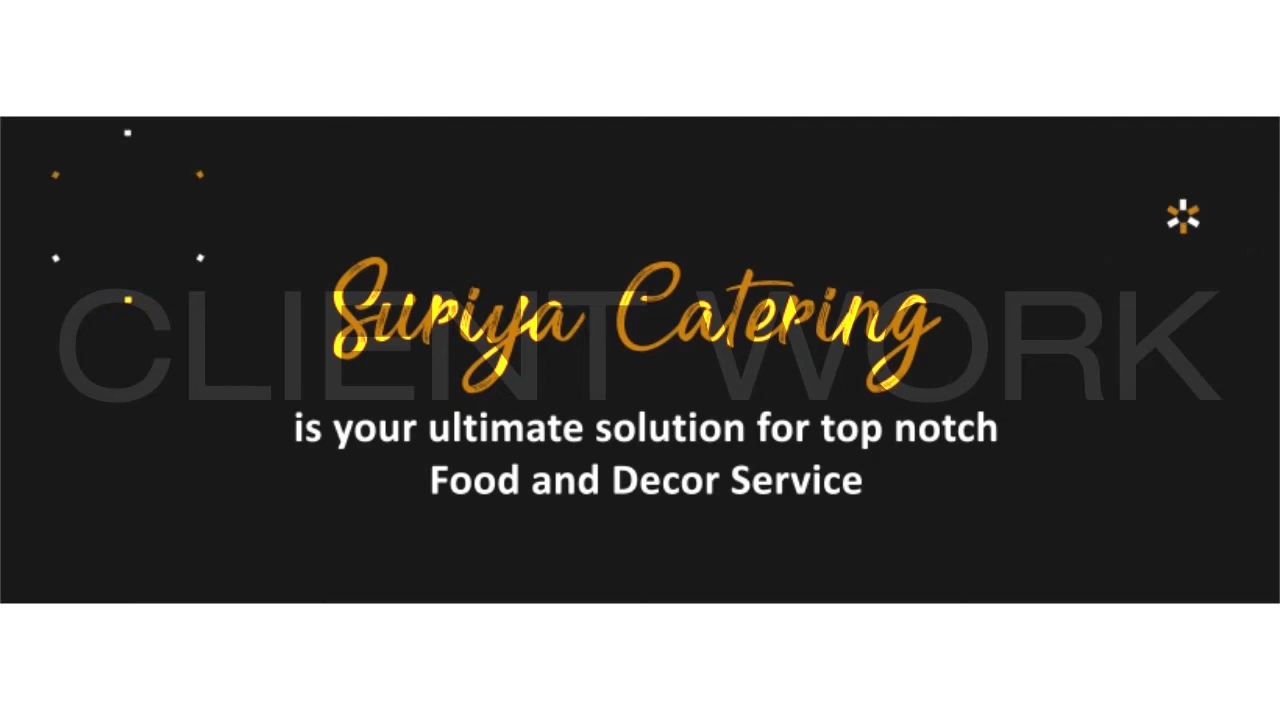 Suriya Catering
CLIENT WORK
is your ultimate solution for top notch
Food and Decor Service